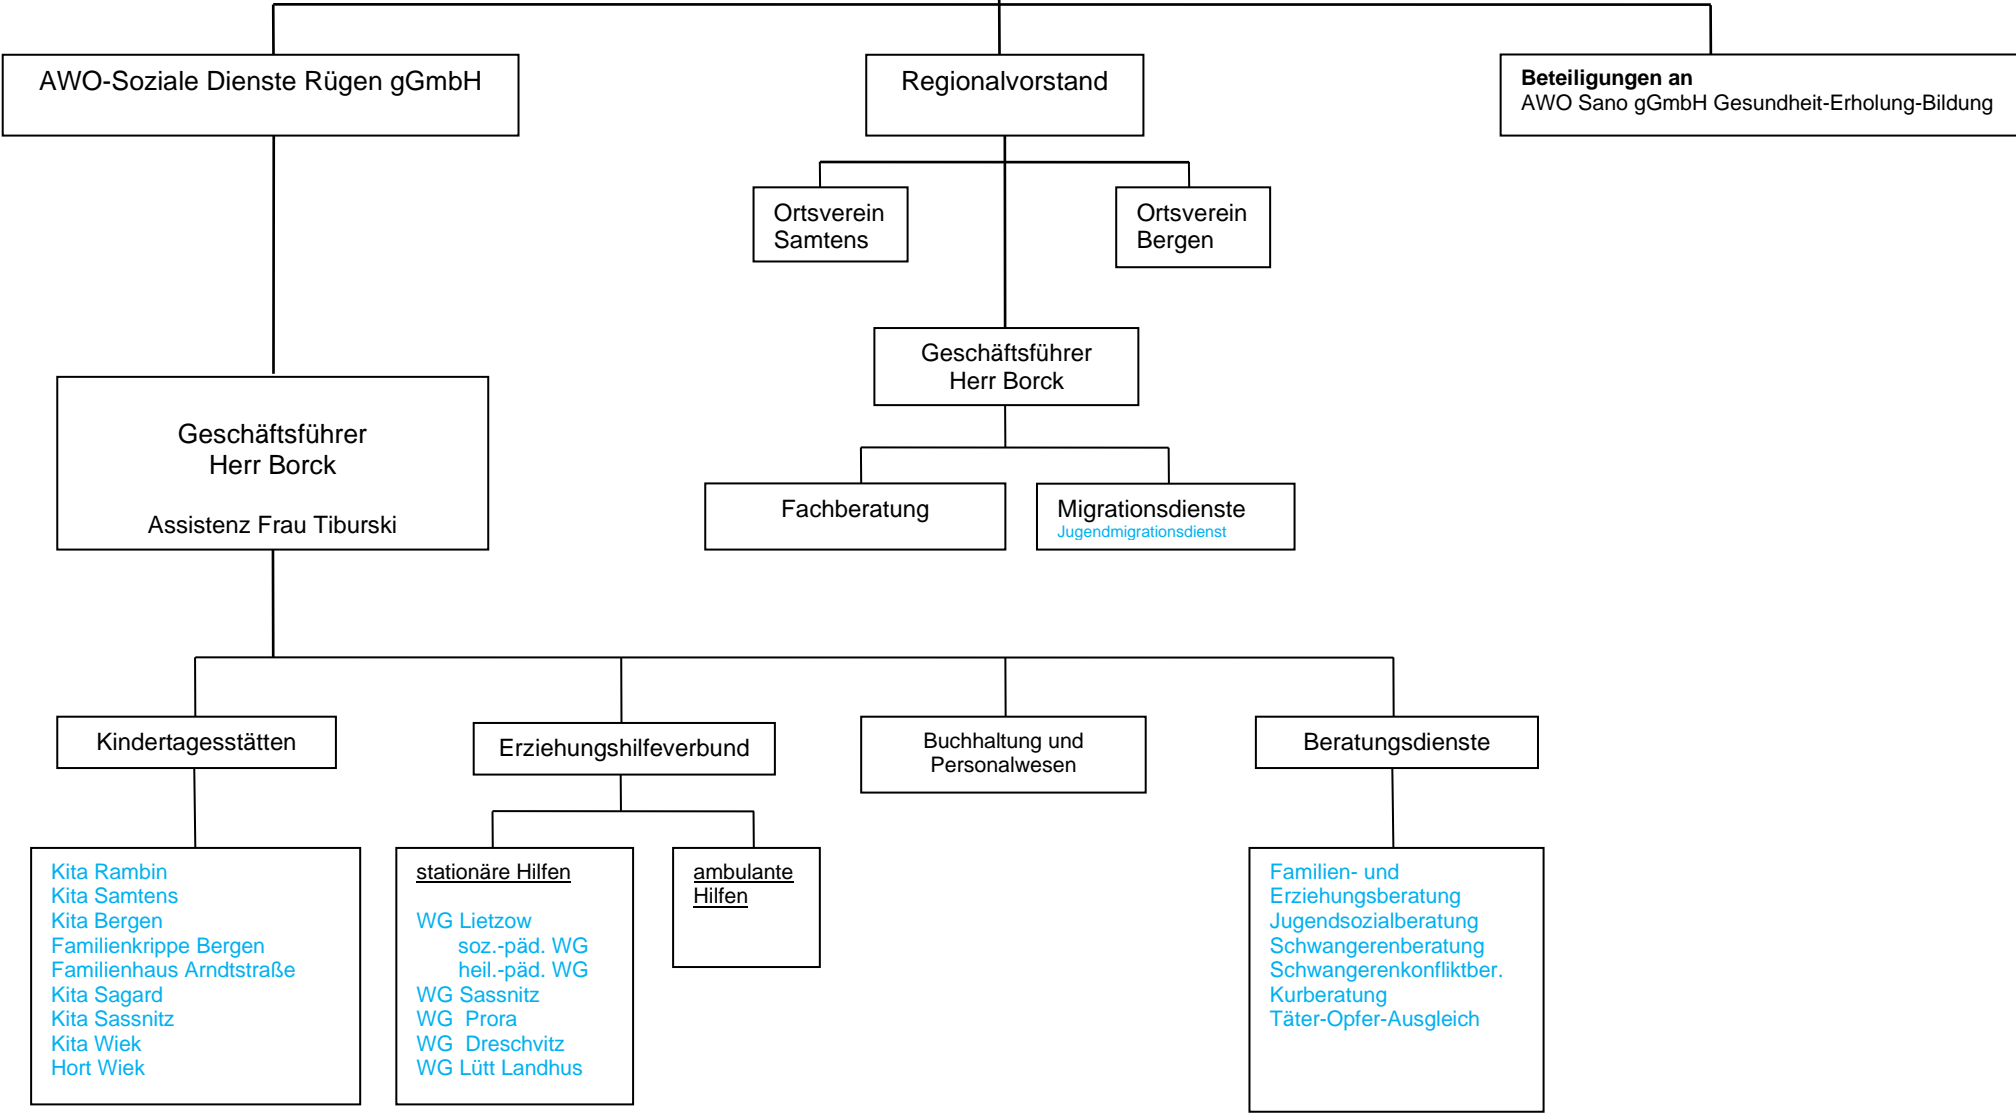 AWO-Soziale Dienste Rügen gGmbH
Regionalvorstand
Beteiligungen an
AWO Sano gGmbH Gesundheit-Erholung-Bildung
Ortsverein
Samtens
Ortsverein
Bergen
Geschäftsführer
Herr Borck
Geschäftsführer
Herr Borck
Assistenz Frau Tiburski
Fachberatung
Migrationsdienste
Jugendmigrationsdienst
Kindertagesstätten
Erziehungshilfeverbund
Buchhaltung und
Personalwesen
Beratungsdienste
Kita Rambin
Kita Samtens
Kita Bergen
Familienkrippe Bergen
Familienhaus Arndtstraße
Kita Sagard
Kita Sassnitz
Kita Wiek
Hort Wiek
stationäre Hilfen
WG Lietzow
soz.-päd. WG
heil.-päd. WG
WG Sassnitz
WG  Prora
WG  Dreschvitz
WG Lütt Landhus
ambulante
Hilfen
Familien- und
Erziehungsberatung
Jugendsozialberatung
Schwangerenberatung
Schwangerenkonfliktber.
Kurberatung
Täter-Opfer-Ausgleich